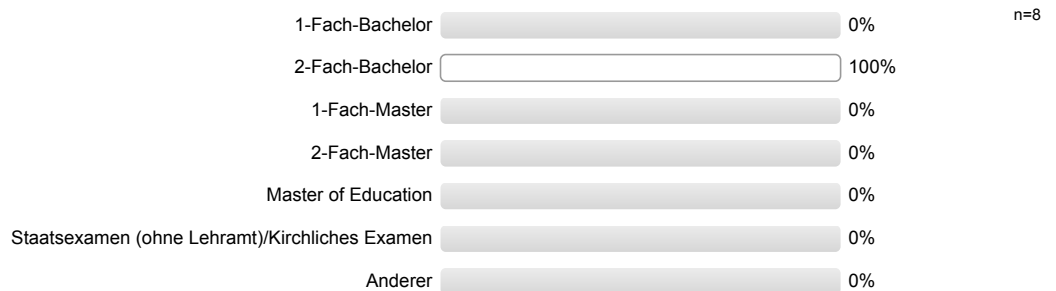 1-Fach-Bachelor 0% n=8
2-Fach-Bachelor 100%
1-Fach-Master 0%
2-Fach-Master 0%
Master of Education 0%
Staatsexamen (ohne Lehramt)/Kirchliches Examen 0%
Anderer 0%